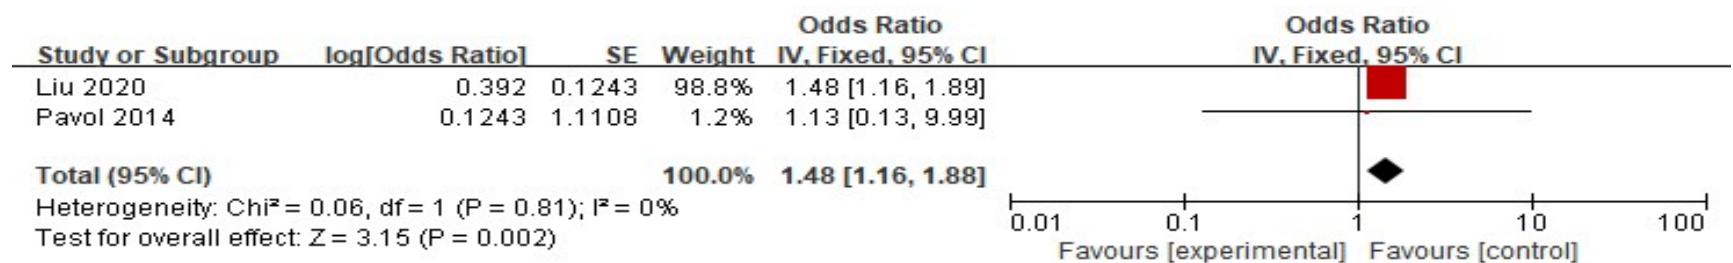 Odds Ratio Odds Ratio
Study or Subgroup log[Odds Ratio] SE Weight IV, Fixed, 95% CI IV, Fixed, 95% CI
Liu 2020 0.392 0.1243 98.8% 1.48 [1.16, 1.89]
Pavol 2014 0.1243 1.1108 1.2% 1.13 [0.13, 9.99]
Total (95% CI) 100.0% 1.48 [1.16, 1.88]
Heterogeneity: Chi² = 0.06, df = 1 (P = 0.81); I² = 0%
Test for overall effect: Z = 3.15 (P = 0.002)
0.01 0.1 1 10 100
Favours [experimental] Favours [control]